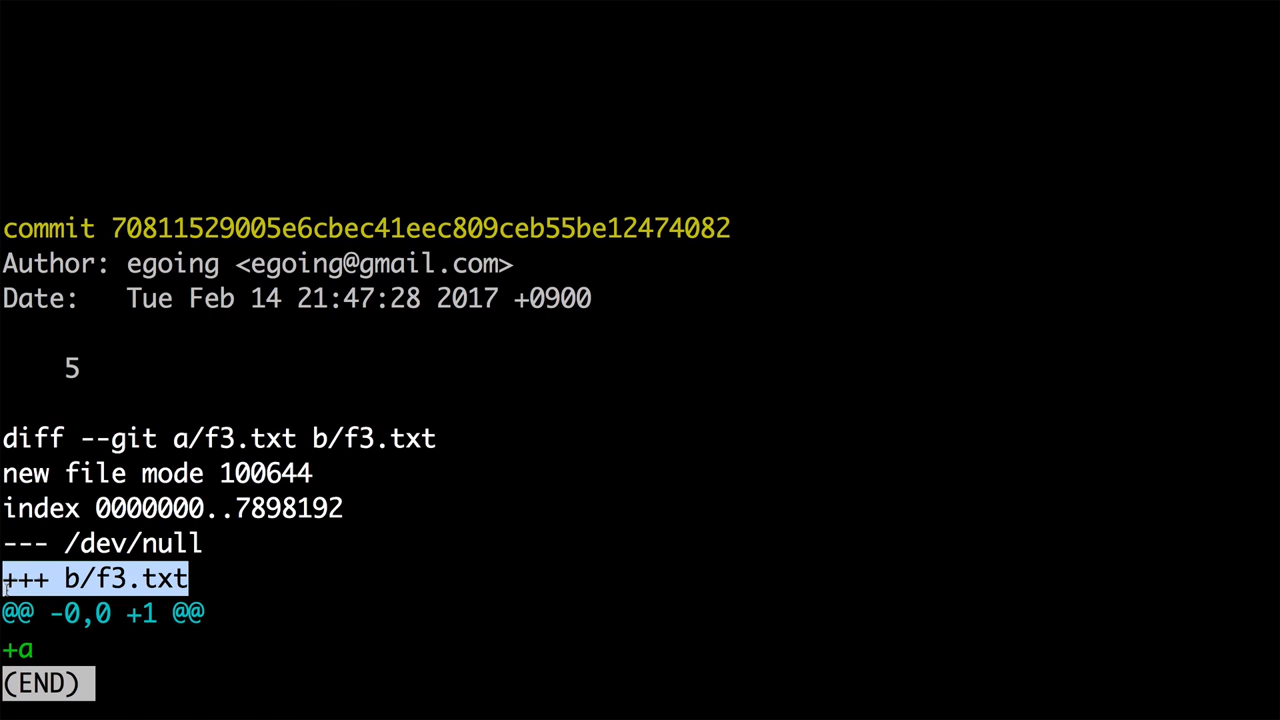 commit 70811529005e6cbec41eec809ceb55be12474082
Author: egoing <egoing@gmail.com>
Date:   Tue Feb 14 21:47:28 2017 +0900
    5
diff --git a/f3.txt b/f3.txt
new file mode 100644
index 0000000..7898192
--- /dev/null
+++ b/f3.txt
@@ -0,0 +1 @@
+a
(END)